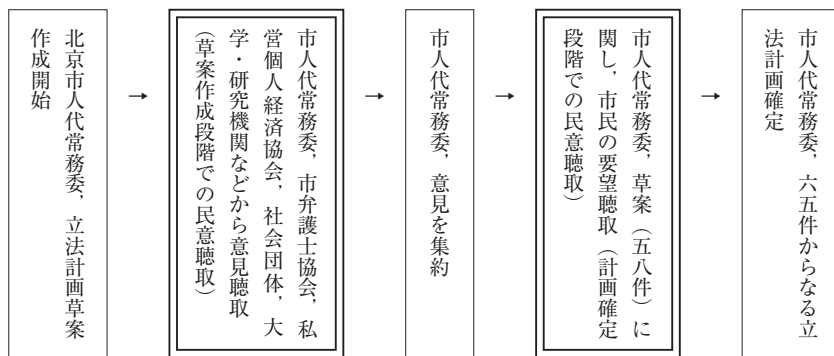 北京市人代常務委，立法計画草案
作成開始
→
市人代常務委，市弁護士協会，私
営個人経済協会，社会団体，大
学・研究機関などから意見聴取
（草案作成段階での民意聴取）
→
市人代常務委，意見を集約
→
市人代常務委，草案（五八件）に
関し，市民の要望聴取（計画確定
段階での民意聴取）
→
市人代常務委，六五件からなる立
法計画確定